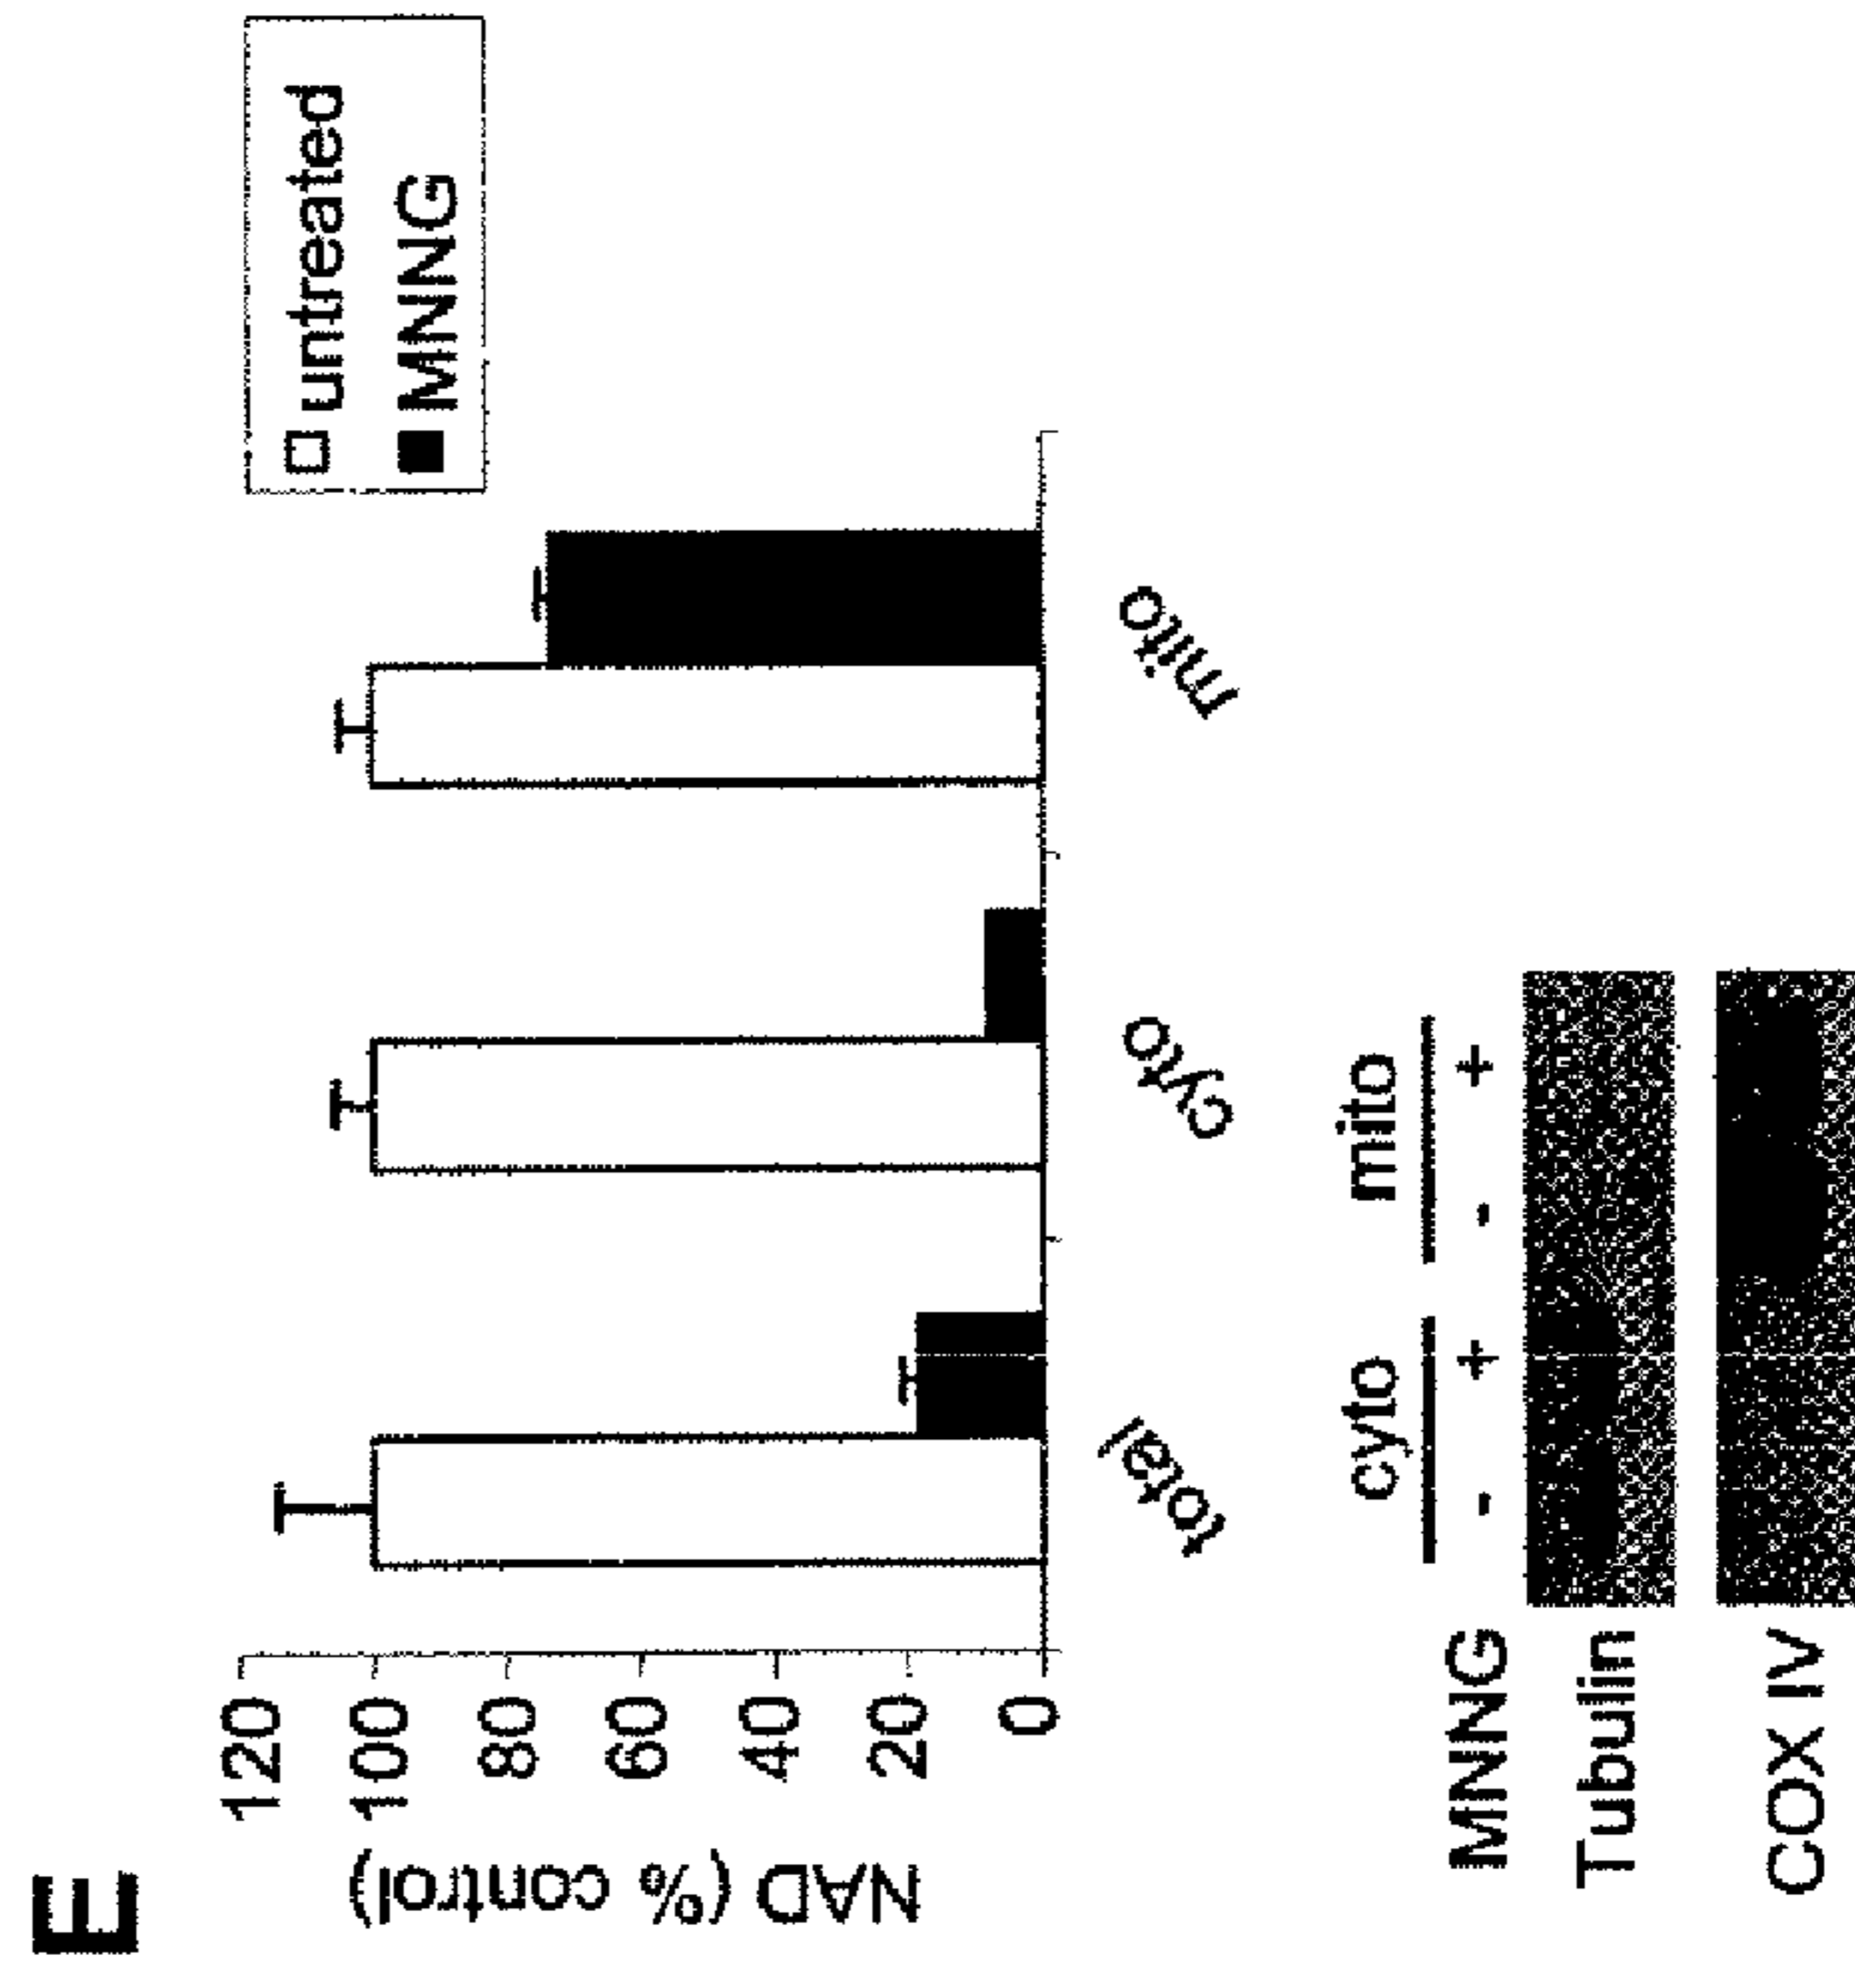 E
untreated
MNNG
NAD (% control)
120
100
80
60
40
20
0
total
cyto
mito
cyto mito
MNNG - + - +
Tubulin
COX IV